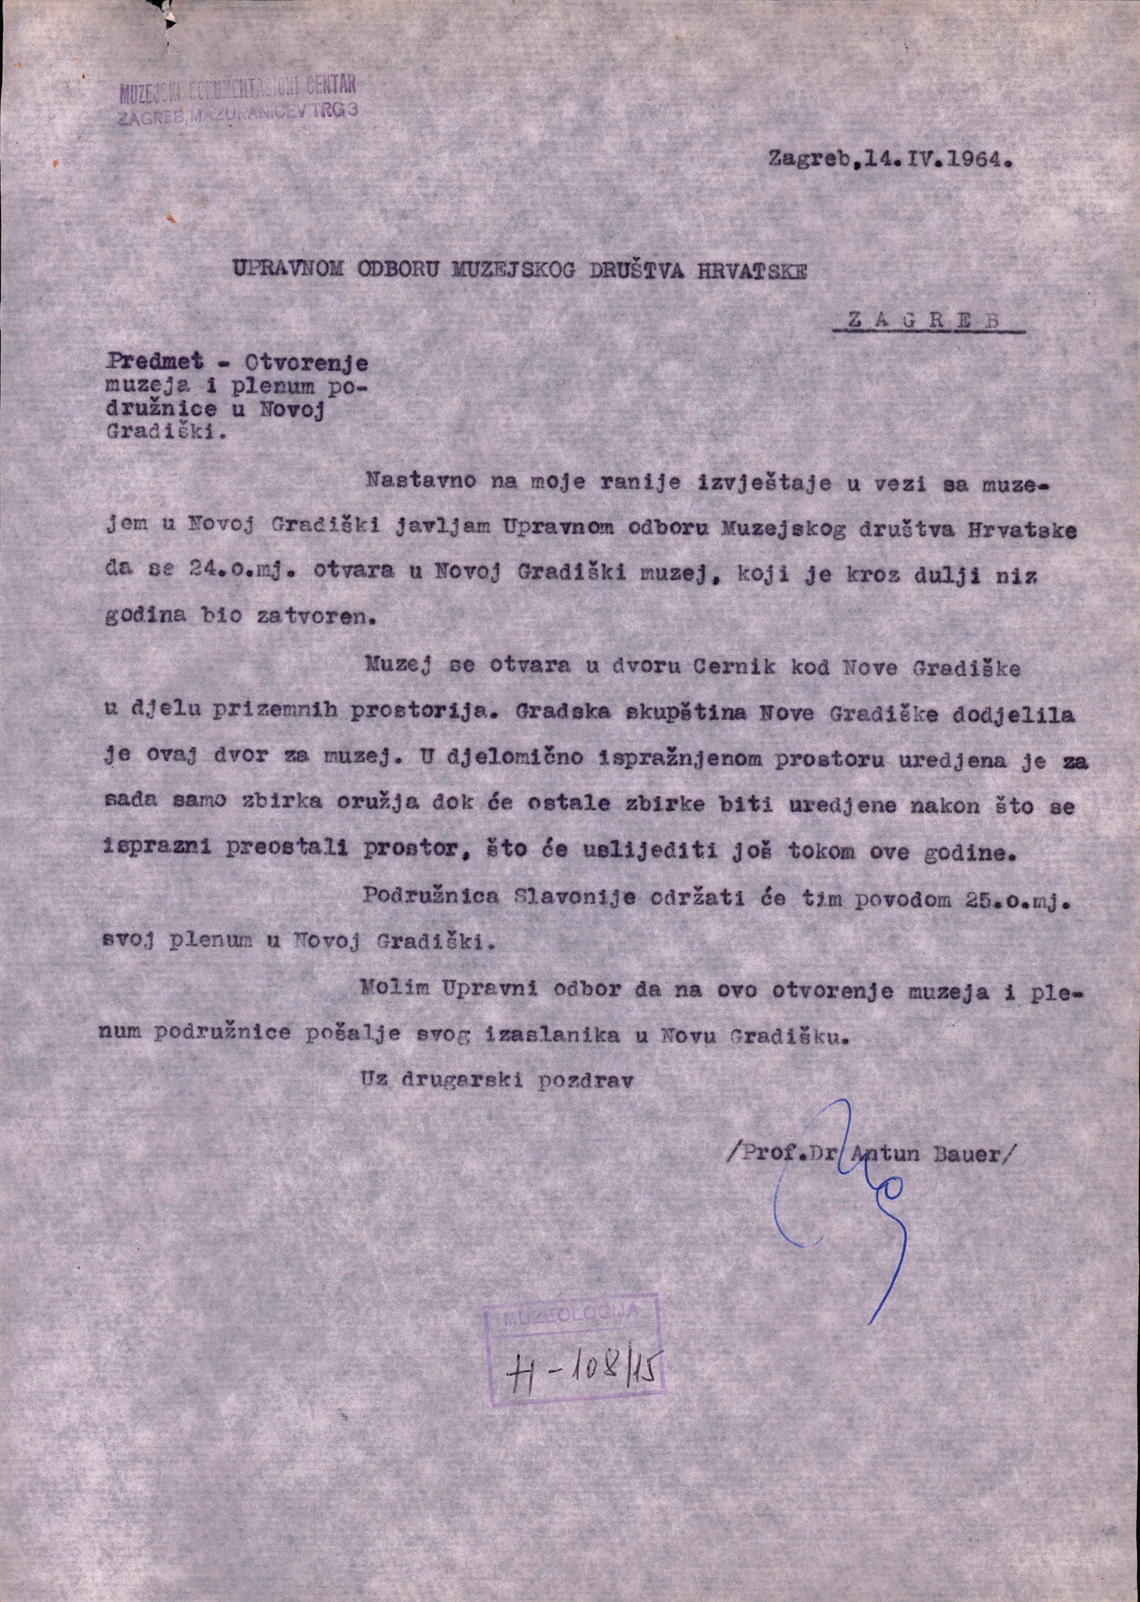 MUZEJSKI DOKUMENTACIONI CENTAR
ZAGREB, MAŽURANIĆEV TRG 3
Zagreb,14.IV.1964.
UPRAVNOM ODBORU MUZEJSKOG DRUŠTVA HRVATSKE
ZAGREB
Predmet - Otvorenje
muzeja i plenum po-
družnice u Novoj
Gradiški.
Nastavno na moje ranije izvještaje u vezi sa muze-
jem u Novoj Gradiški javljam Upravnom odboru Muzejskog društva Hrvatske
da se 24.o.mj. otvara u Novoj Gradiški muzej, koji je kroz dulji niz
godina bio zatvoren.
Muzej se otvara u dvoru Cernik kod Nove Gradiške
u djelu prizemnih prostorija. Gradska skupština Nove Gradiške dodjelila
je ovaj dvor za muzej. U djelomično ispražnjenom prostoru uredjena je za
sada samo zbirka oružja dok će ostale zbirke biti uredjene nakon što se
isprazni preostali prostor, što će uslijediti još tokom ove godine.
Podružnica Slavonije održati će tim povodom 25.o.mj.
svoj plenum u Novoj Gradiški.
Molim Upravni odbor da na ovo otvorenje muzeja i ple-
num podružnice pošalje svog izaslanika u Novu Gradišku.
Uz drugarski pozdrav
/Prof.Dr Antun Bauer/
MUZEOLOGIJA
H-108/15